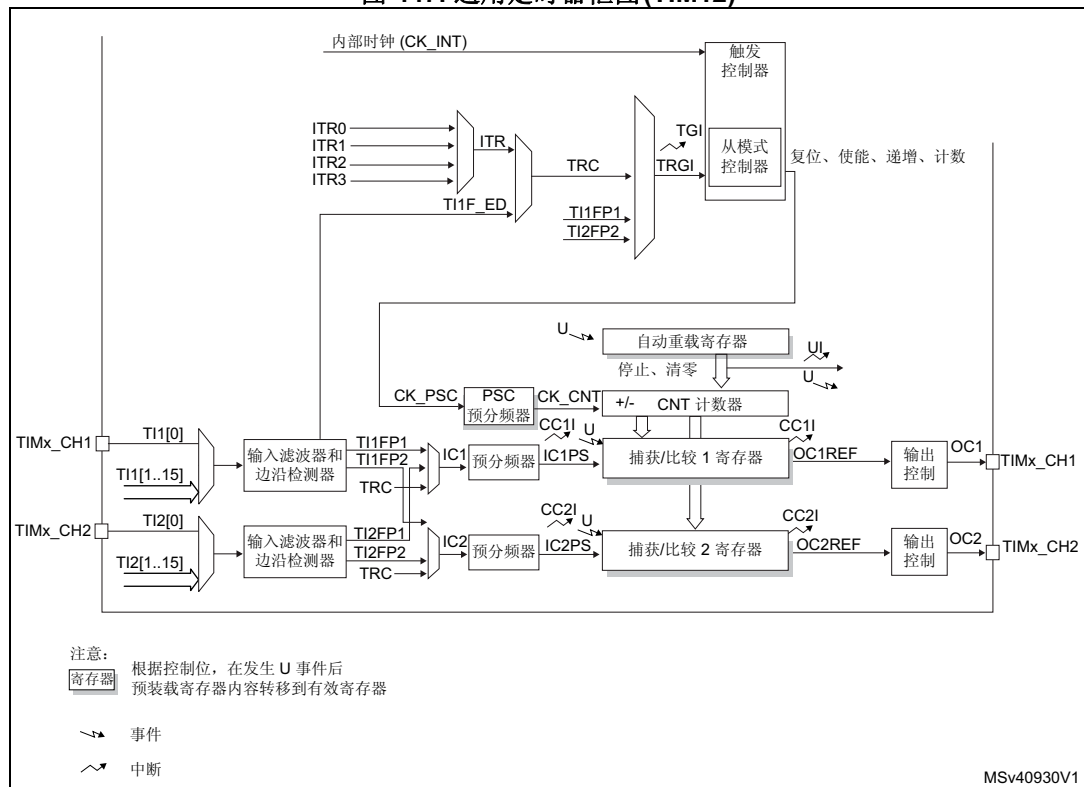 内部时钟 (CK_INT)
触发
控制器
ITR0
ITR1
ITR2
ITR3
ITR
TGI
TRC
TRGI
从模式
控制器
复位、使能、递增、计数
TI1F_ED
TI1FP1
TI2FP2
U
自动重载寄存器
UI
停止、清零
U
CK_PSC
PSC
预分频器
CK_CNT
+/-
CNT 计数器
TIMx_CH1
TI1[0]
TI1[1..15]
输入滤波器和
边沿检测器
TI1FP1
TI1FP2
TRC
IC1
预分频器
CC1I
U
IC1PS
捕获/比较 1 寄存器
CC1I
OC1REF
输出
控制
OC1
TIMx_CH1
TIMx_CH2
TI2[0]
TI2[1..15]
输入滤波器和
边沿检测器
TI2FP1
TI2FP2
TRC
IC2
预分频器
CC2I
U
IC2PS
捕获/比较 2 寄存器
CC2I
OC2REF
输出
控制
OC2
TIMx_CH2
注意:
寄存器
根据控制位，在发生 U 事件后
预装载寄存器内容转移到有效寄存器
事件
中断
MSv40930V1